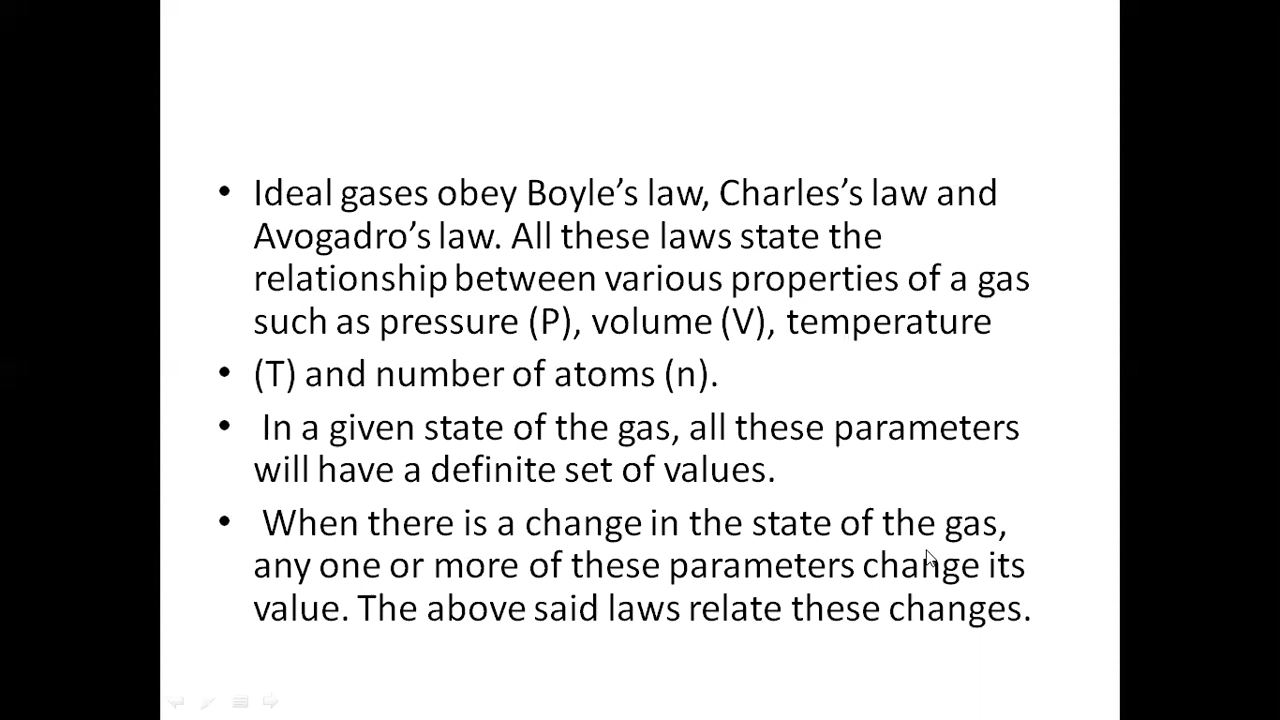 • Ideal gases obey Boyle’s law, Charles’s law and
Avogadro’s law. All these laws state the
relationship between various properties of a gas
such as pressure (P), volume (V), temperature
• (T) and number of atoms (n).
• In a given state of the gas, all these parameters
will have a definite set of values.
• When there is a change in the state of the gas,
any one or more of these parameters change its
value. The above said laws relate these changes.